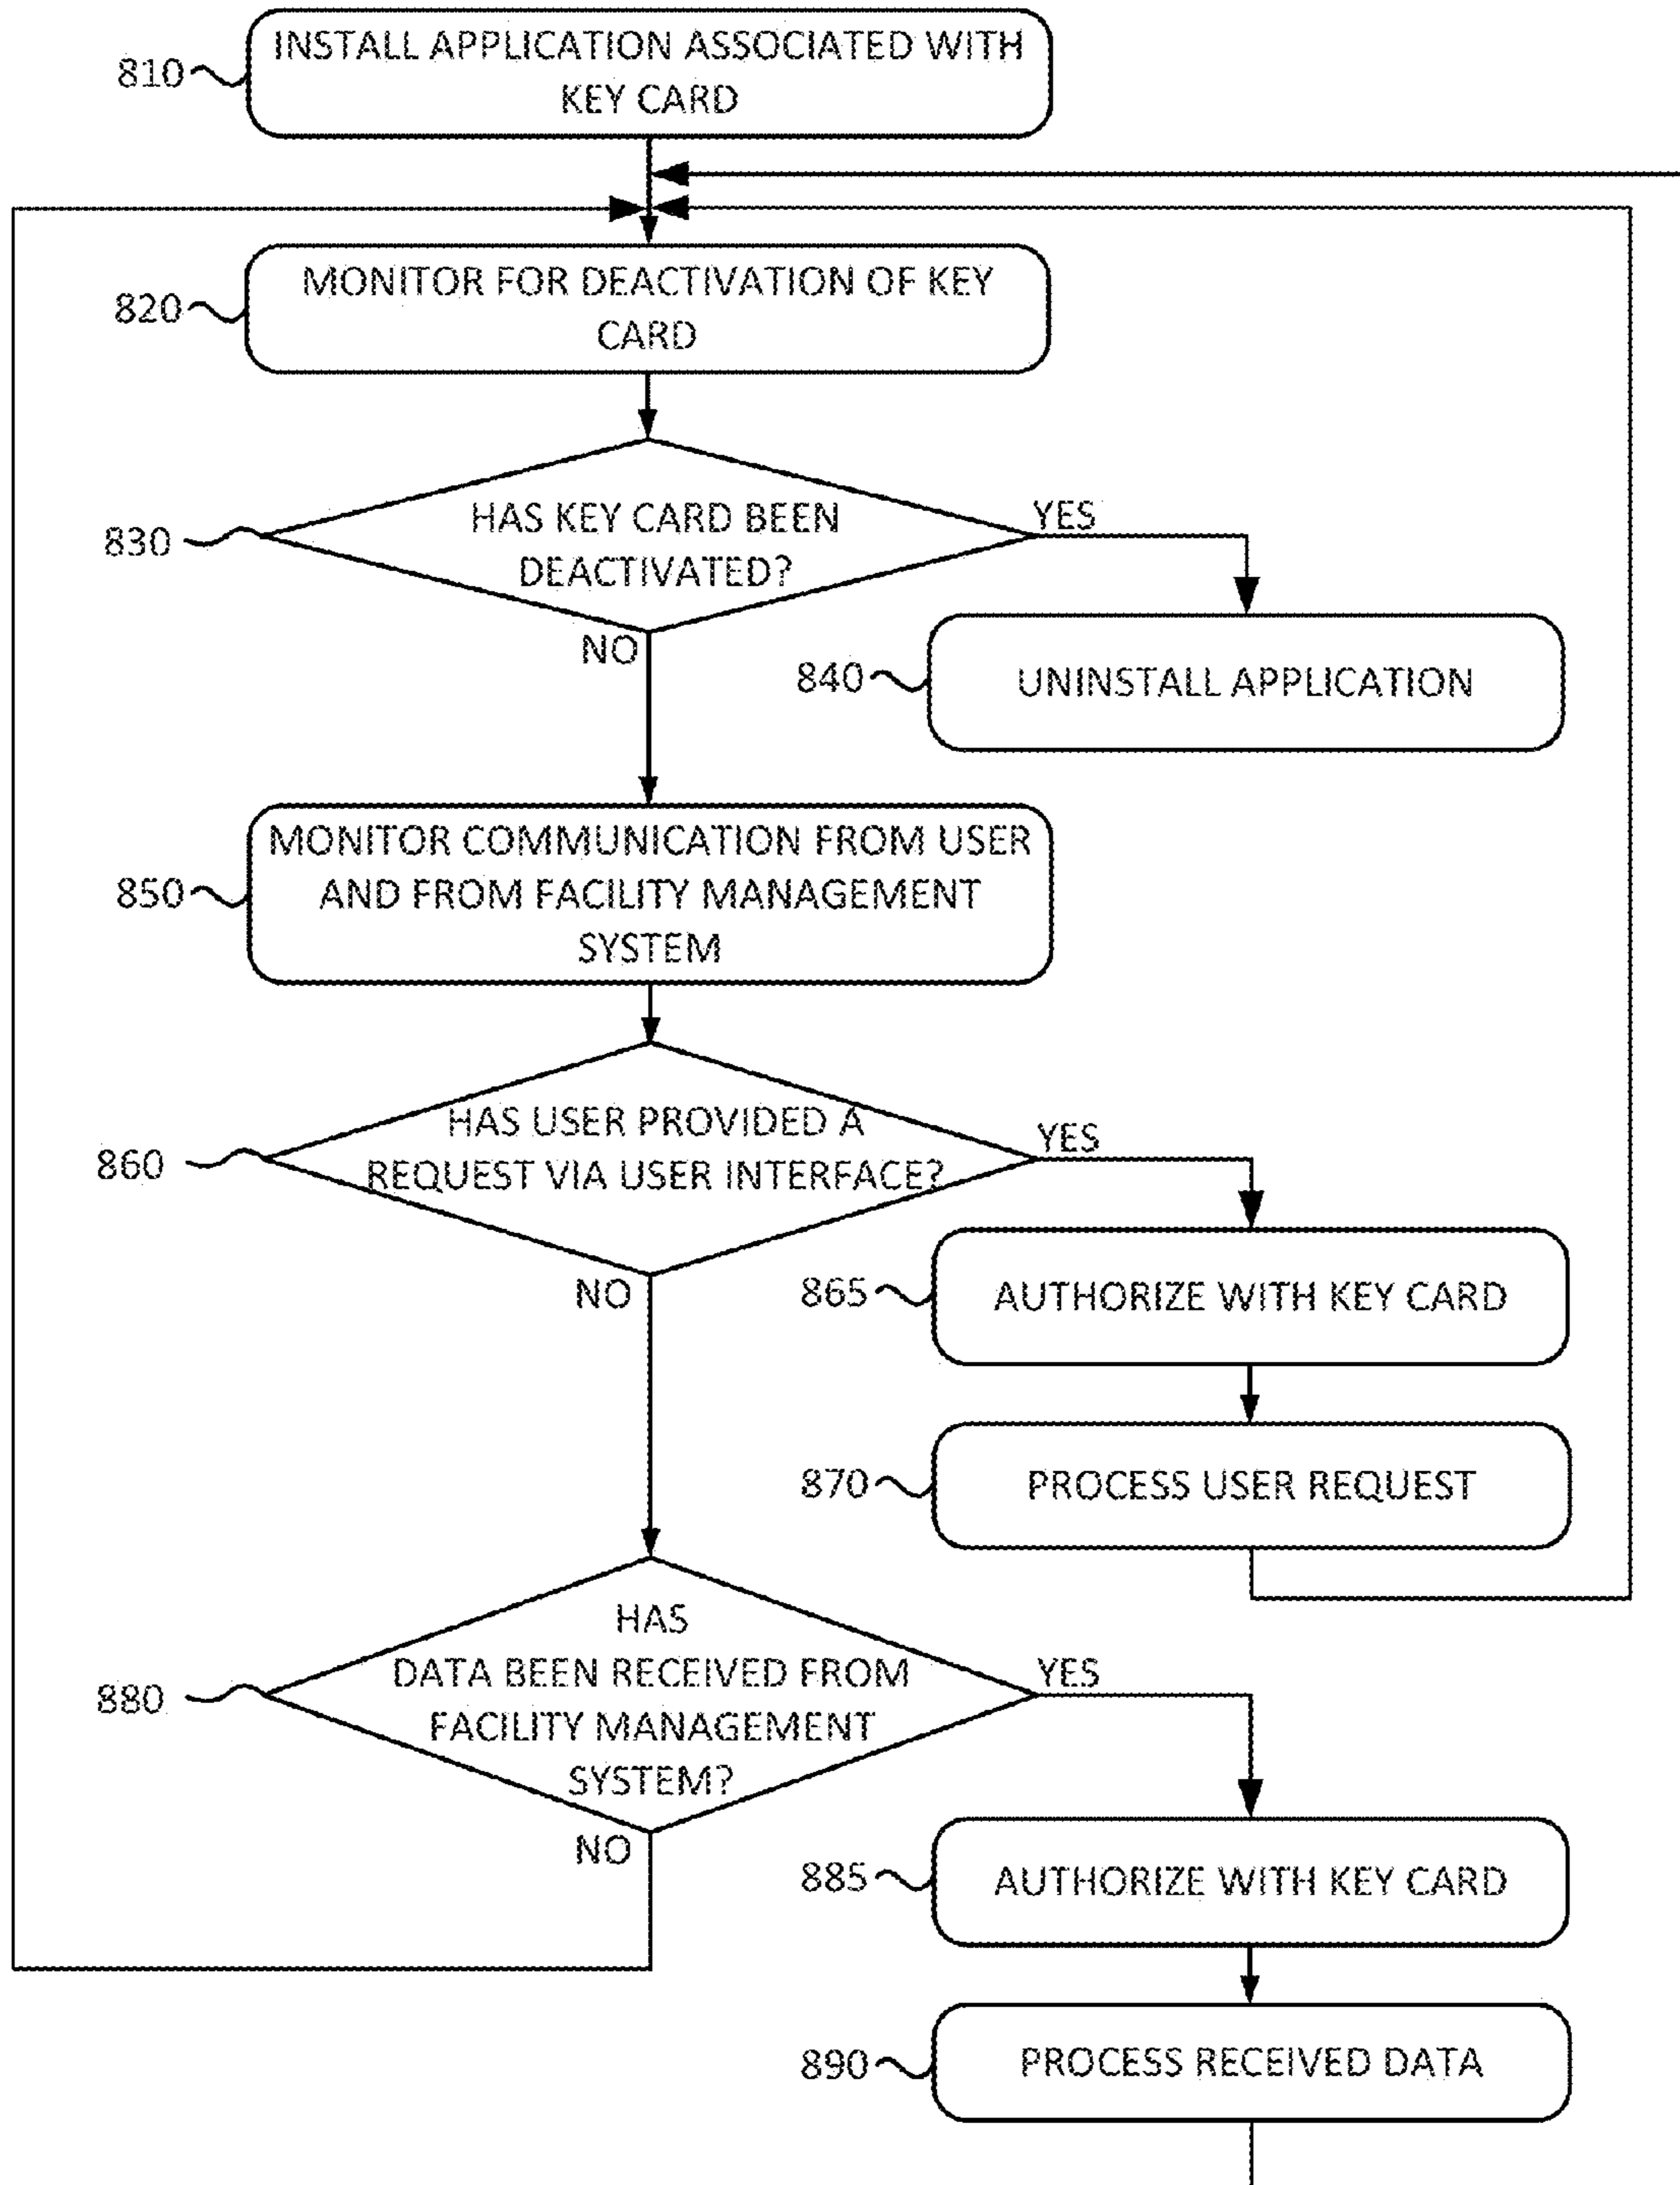 INSTALL APPLICATION ASSOCIATED WITH
KEY CARD
810
MONITOR FOR DEACTIVATION OF KEY
CARD
820
HAS KEY CARD BEEN
DEACTIVATED?
830
YES
NO
840
UNINSTALL APPLICATION
MONITOR COMMUNICATION FROM USER
AND FROM FACILITY MANAGEMENT
SYSTEM
850
HAS USER PROVIDED A
REQUEST VIA USER INTERFACE?
860
YES
NO
865
AUTHORIZE WITH KEY CARD
870
PROCESS USER REQUEST
HAS
DATA BEEN RECEIVED FROM
FACILITY MANAGEMENT
SYSTEM?
880
YES
NO
885
AUTHORIZE WITH KEY CARD
890
PROCESS RECEIVED DATA